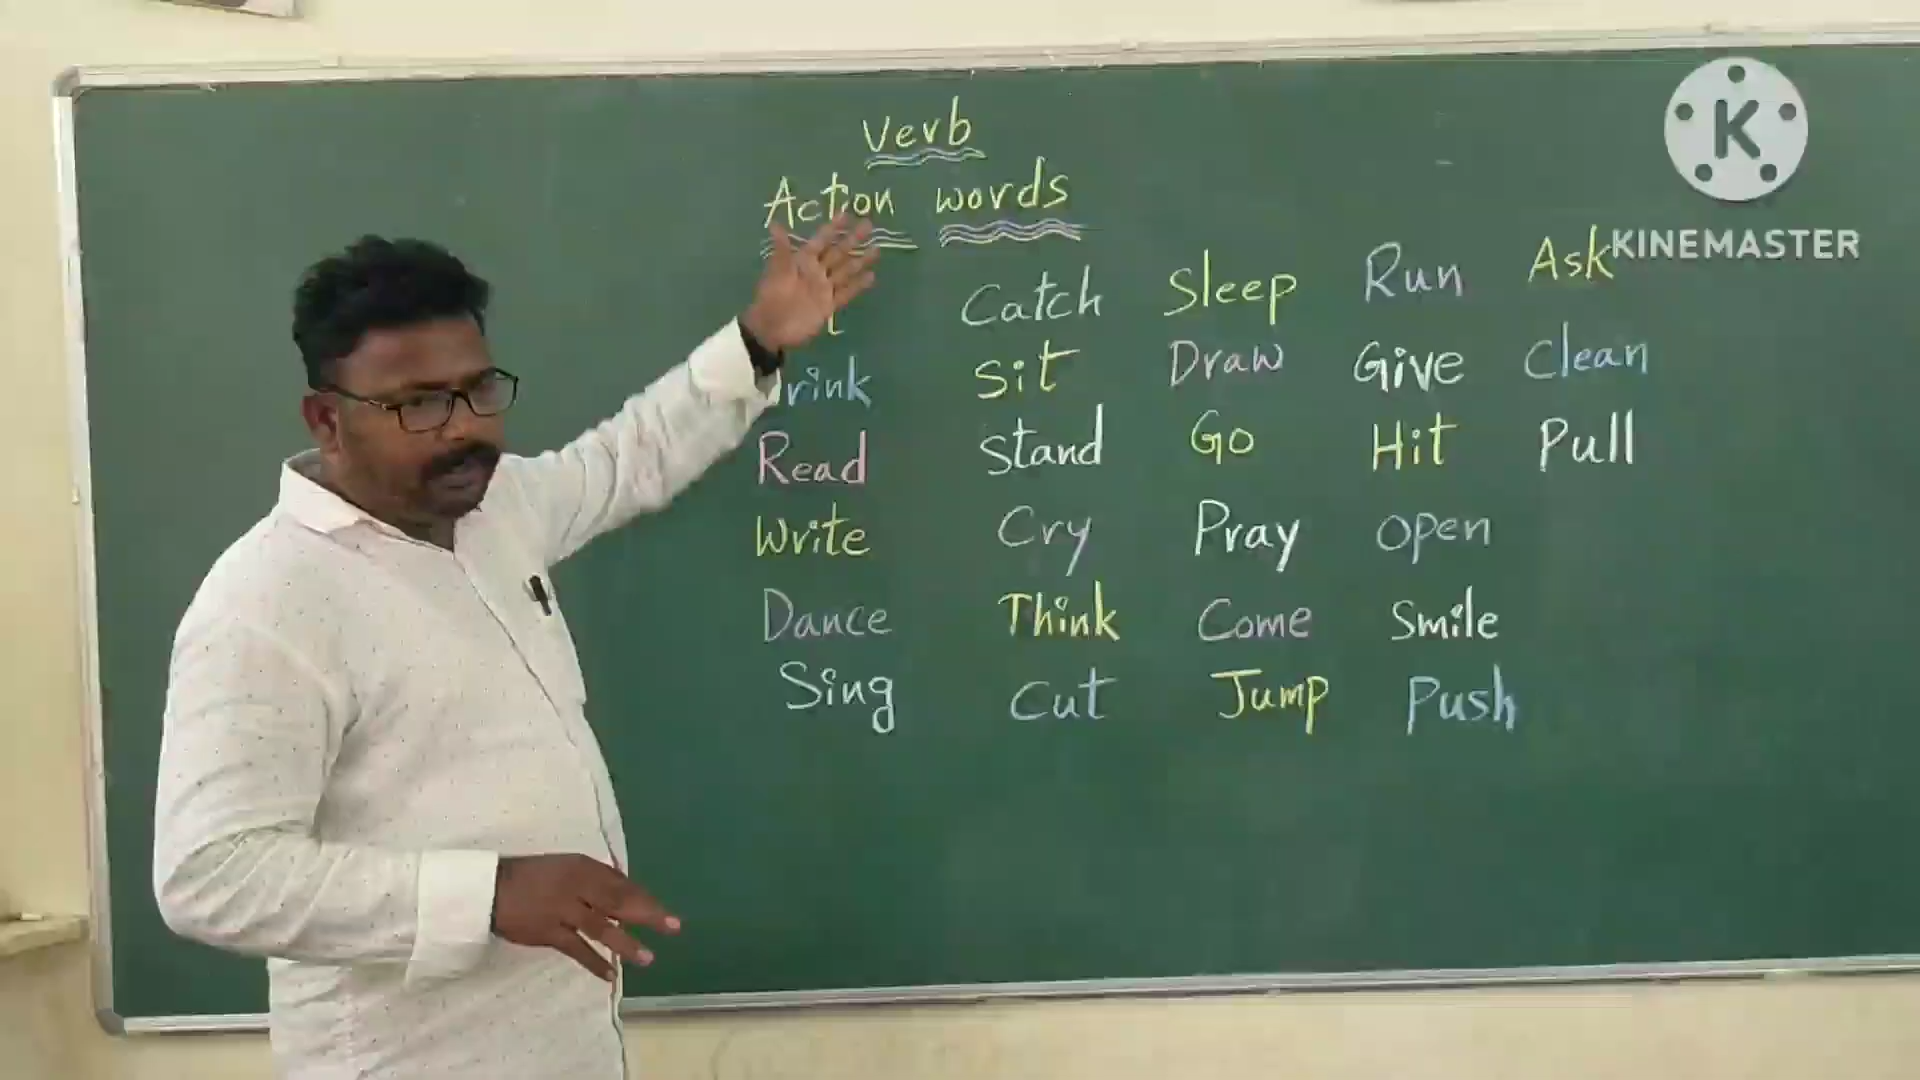 Verb
Action words
Catch Sleep Run Ask
rink Sit Draw Give Clean
Read Stand Go Hit Pull
Write Cry Pray Open
Dance Think Come Smile
Sing Cut Jump Push
K
KINEMASTER